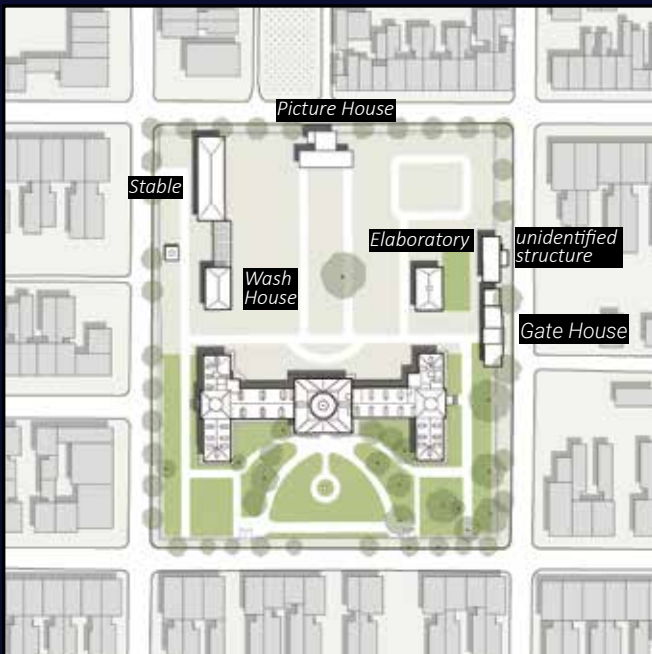 Picture House
Stable
Elaboratory
unidentified
structure
Wash
House
Gate House